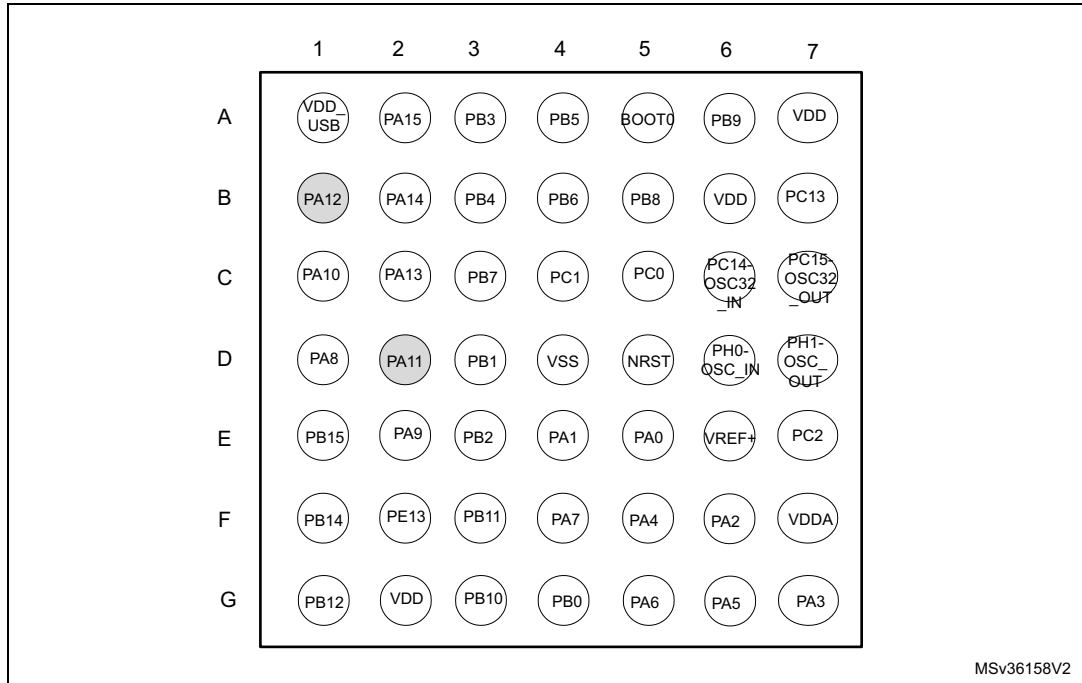 1 2 3 4 5 6 7
A VDD_ USB PA15 PB3 PB5 BOOT0 PB9 VDD
B PA12 PA14 PB4 PB6 PB8 VDD PC13
C PA10 PA13 PB7 PC1 PC0 PC14-OSC32_IN PC15-OSC32_OUT
D PA8 PA11 PB1 VSS NRST PH0-OSC_IN PH1-OSC_OUT
E PB15 PA9 PB2 PA1 PA0 VREF+ PC2
F PB14 PE13 PB11 PA7 PA4 PA2 VDDA
G PB12 VDD PB10 PB0 PA6 PA5 PA3
MSv36158V2